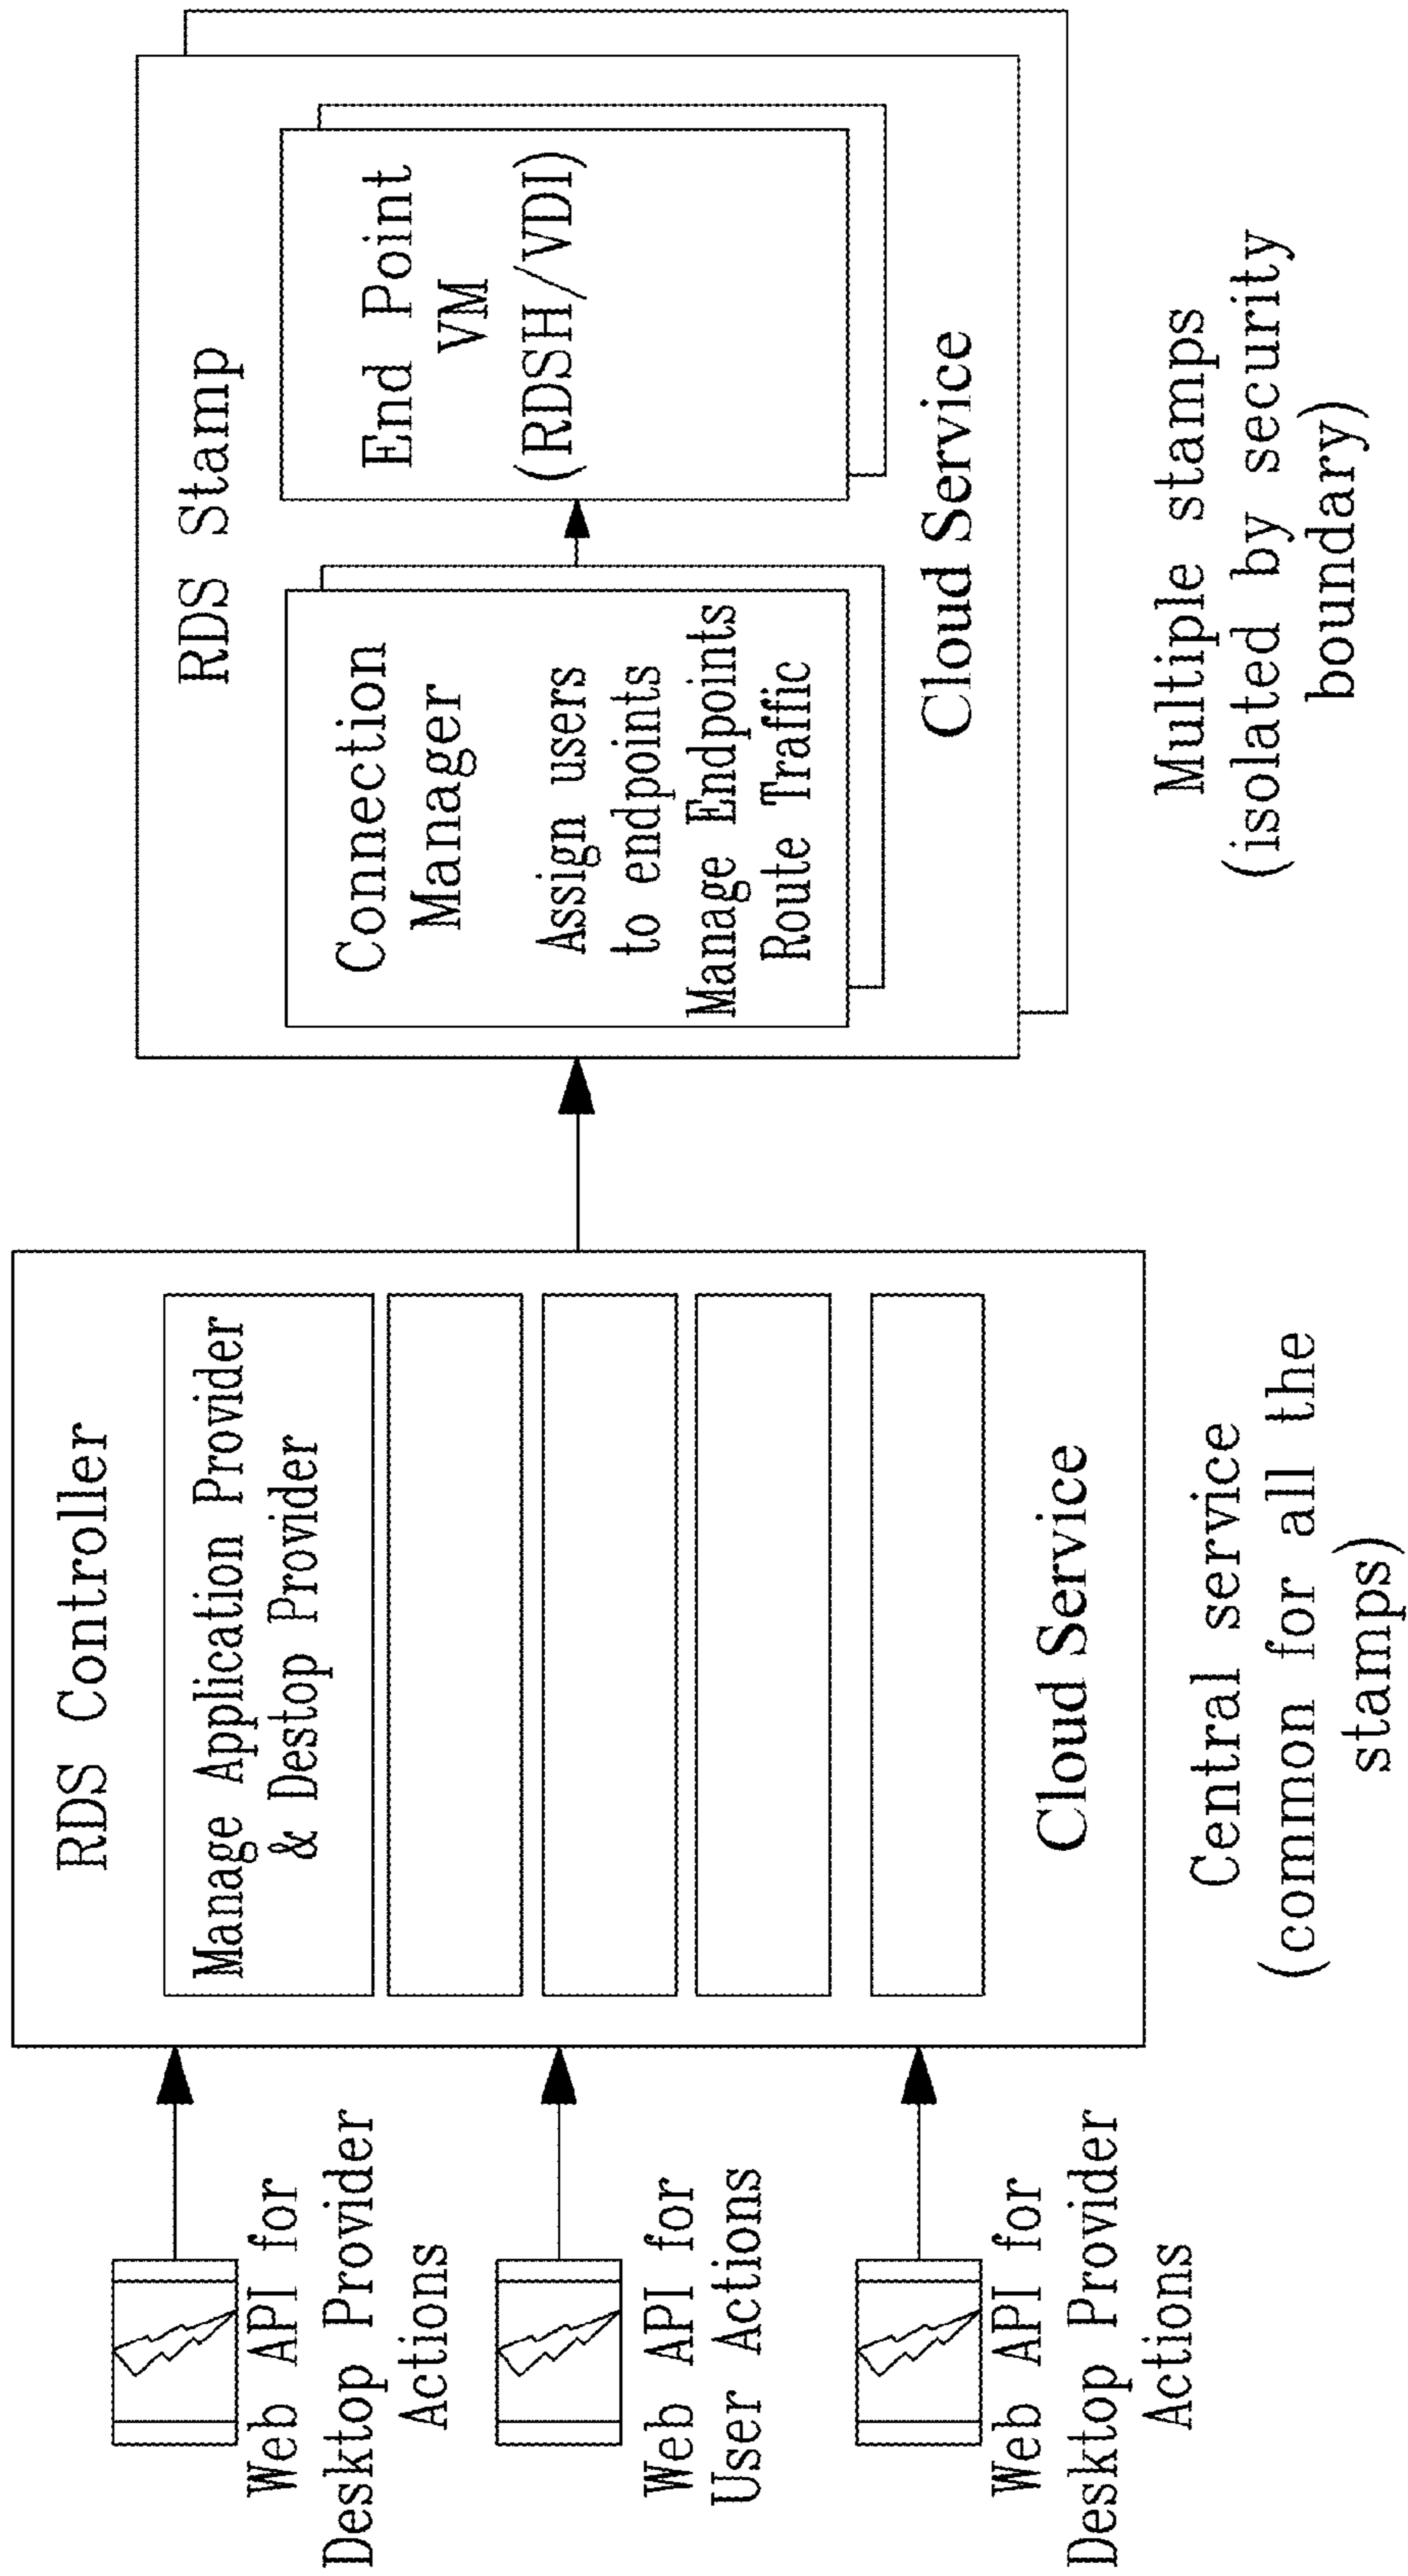 Web API for
Desktop Provider
Actions
Web API for
User Actions
Web API for
Desktop Provider
Actions
RDS Controller
Manage Application Provider
& Destop Provider
Cloud Service
Central service
(common for all the
stamps)
RDS Stamp
Connection
Manager
Assign users
to endpoints
Manage Endpoints
Route Traffic
End Point
VM
(RDSH/VDI)
Cloud Service
Multiple stamps
(isolated by security
boundary)